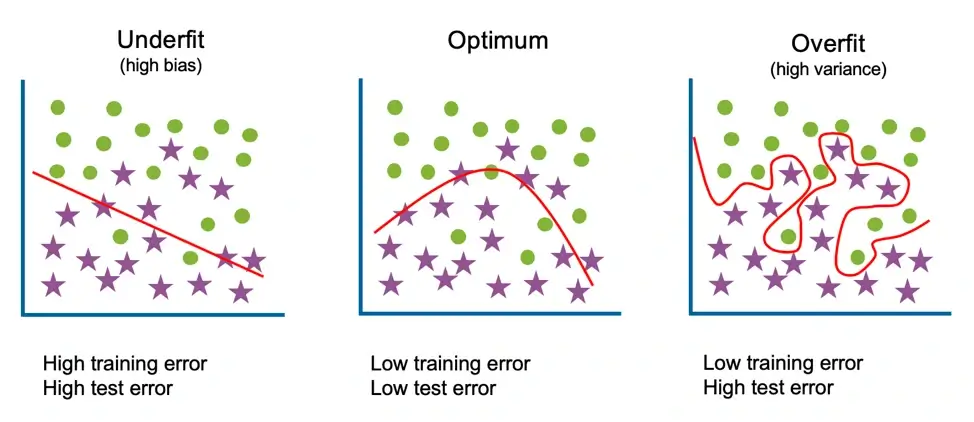 Underfit
(high bias)
Optimum
Overfit
(high variance)
High training error
High test error
Low training error
Low test error
Low training error
High test error